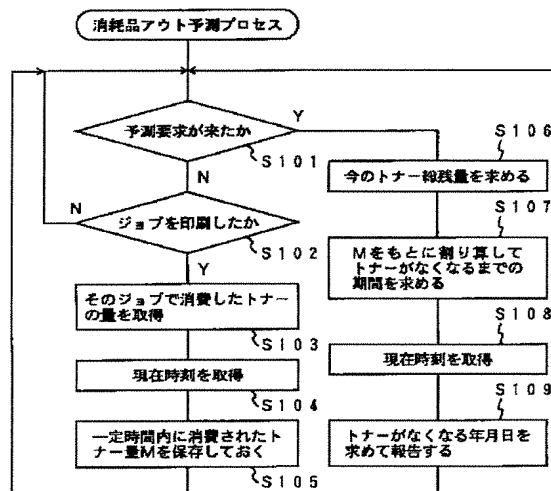 消耗品アウト予測プロセス
予測要求が来たか
Y
S101
N
ジョブを印刷したか
N
S102
Y
そのジョブで消費したトナー
の量を取得
S103
現在時刻を取得
S104
一定時間内に消費されたト
ナー量Mを保存しておく
S105
S106
今のトナー総残量を求める
S107
Mをもとに割り算して
トナーがなくなるまでの
期間を求める
S108
現在時刻を取得
S109
トナーがなくなる年月日を
求めて報告する